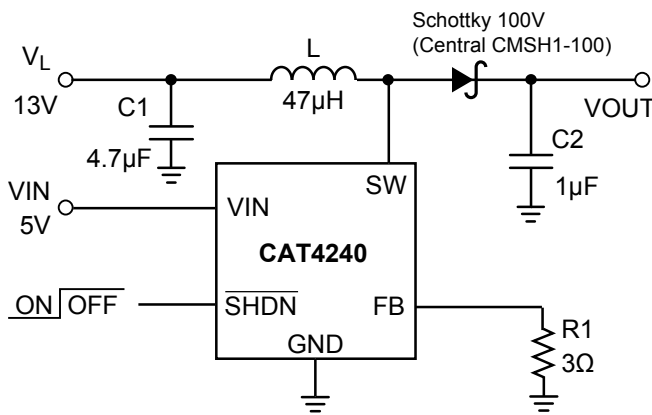 Schottky 100V
(Central CMSH1-100)
VL
13V
L
47µH
VOUT
C1
4.7µF
C2
1µF
VIN
5V
SW
VIN
CAT4240
ON OFF
SHDN
FB
GND
R1
3Ω